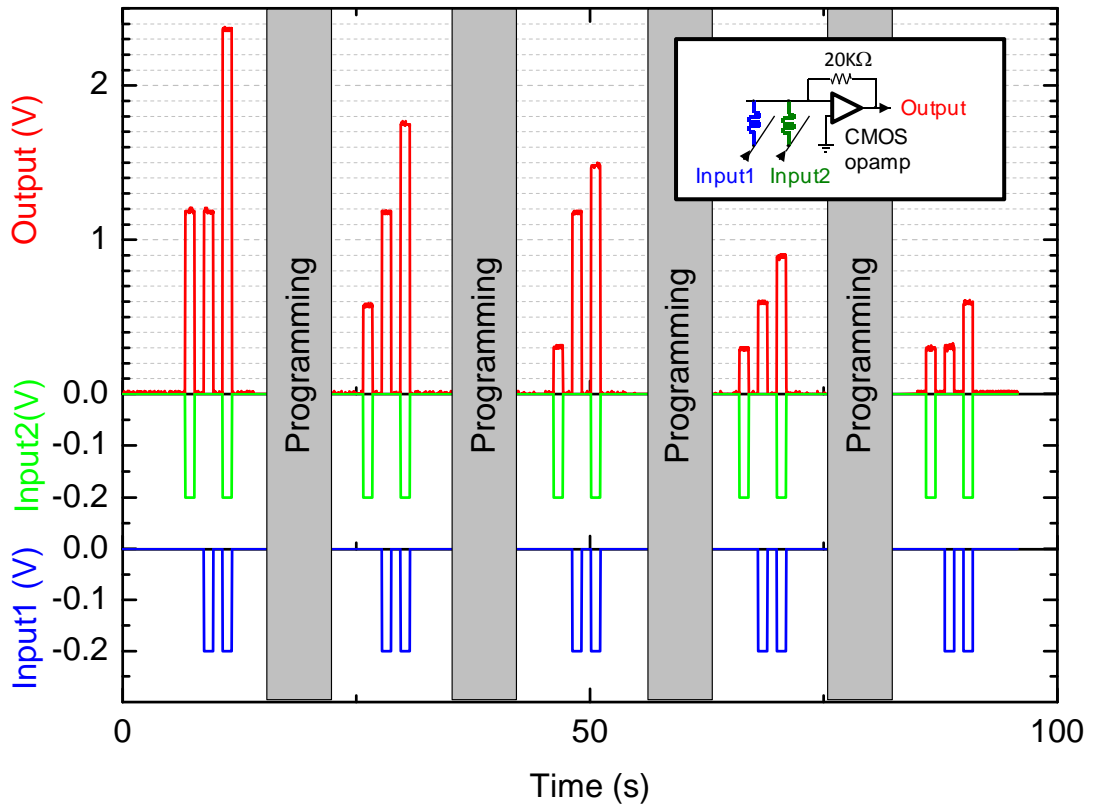 Output (V)
Input2(V)
Input1 (V)
2
1
0.0
-0.1
-0.2
0.0
-0.1
-0.2
Programming
Programming
Programming
Programming
20KΩ
Output
CMOS
opamp
Input1
Input2
0
50
100
Time (s)